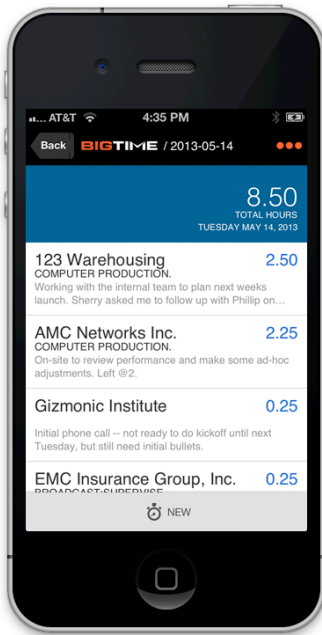 AT&T 4:35 PM
Back BIGTIME / 2013-05-14
8.50
TOTAL HOURS
TUESDAY MAY 14, 2013
123 Warehousing 2.50
COMPUTER PRODUCTION.
Working with the internal team to plan next weeks
launch. Sherry asked me to follow up with Phillip on...
AMC Networks Inc. 2.25
COMPUTER PRODUCTION.
On-site to review performance and make some ad-hoc
adjustments. Left @2.
Gizmonic Institute 0.25
Initial phone call -- not ready to do kickoff until next
Tuesday, but still need initial bullets.
EMC Insurance Group, Inc. 0.25
BROADCAST:SUPERVISE
NEW